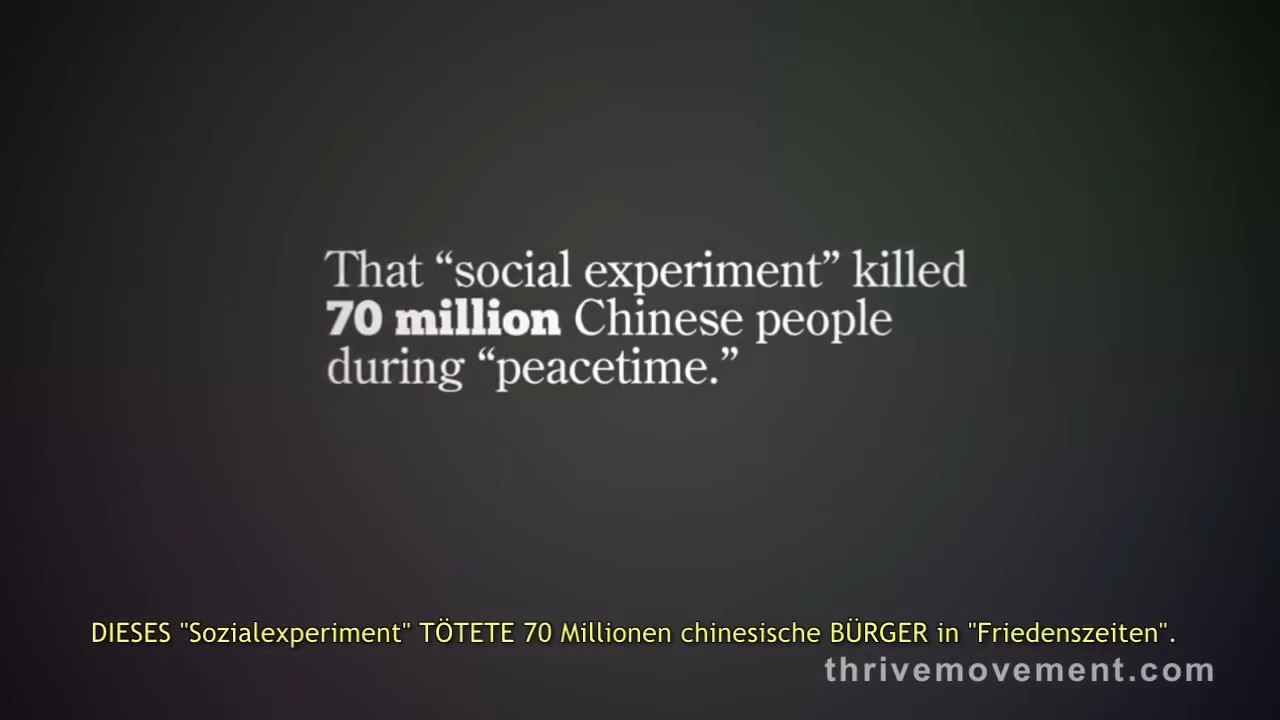 That “social experiment” killed
70 million Chinese people
during “peacetime.”
DIESES "Sozialexperiment" TÖTETE 70 Millionen chinesische BÜRGER in "Friedenszeiten".
thrivemovement.com